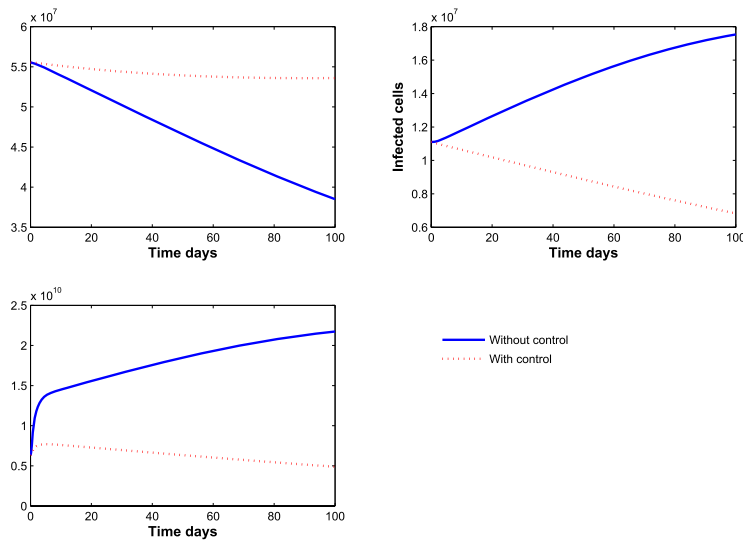 x 10^7
6
5.5
5
4.5
4
3.5
0 20 40 60 80 100
Time days
x 10^7
1.8
1.6
1.4
1.2
1
0.8
0.6
Infected cells
0 20 40 60 80 100
Time days
x 10^10
2.5
2
1.5
1
0.5
0
0 20 40 60 80 100
Time days
Without control
With control